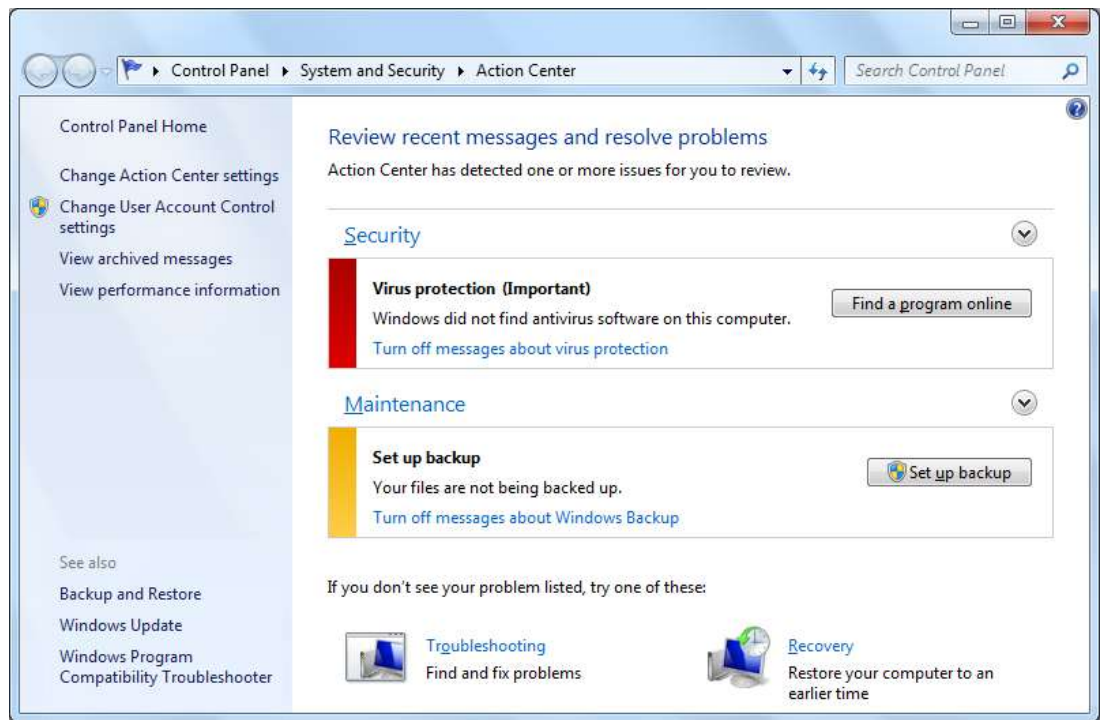 Control Panel ▸ System and Security ▸ Action Center
Search Control Panel
Control Panel Home
Change Action Center settings
Change User Account Control
settings
View archived messages
View performance information
See also
Backup and Restore
Windows Update
Windows Program
Compatibility Troubleshooter
Review recent messages and resolve problems
Action Center has detected one or more issues for you to review.
Security
Virus protection (Important)
Windows did not find antivirus software on this computer.
Turn off messages about virus protection
Find a program online
Maintenance
Set up backup
Your files are not being backed up.
Turn off messages about Windows Backup
Set up backup
If you don't see your problem listed, try one of these:
Troubleshooting
Find and fix problems
Recovery
Restore your computer to an
earlier time